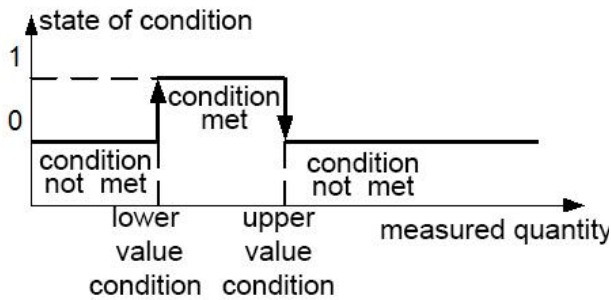 state of condition
1
condition
met
0
condition
not met
condition
not met
lower
value
condition
upper
value
condition
measured quantity